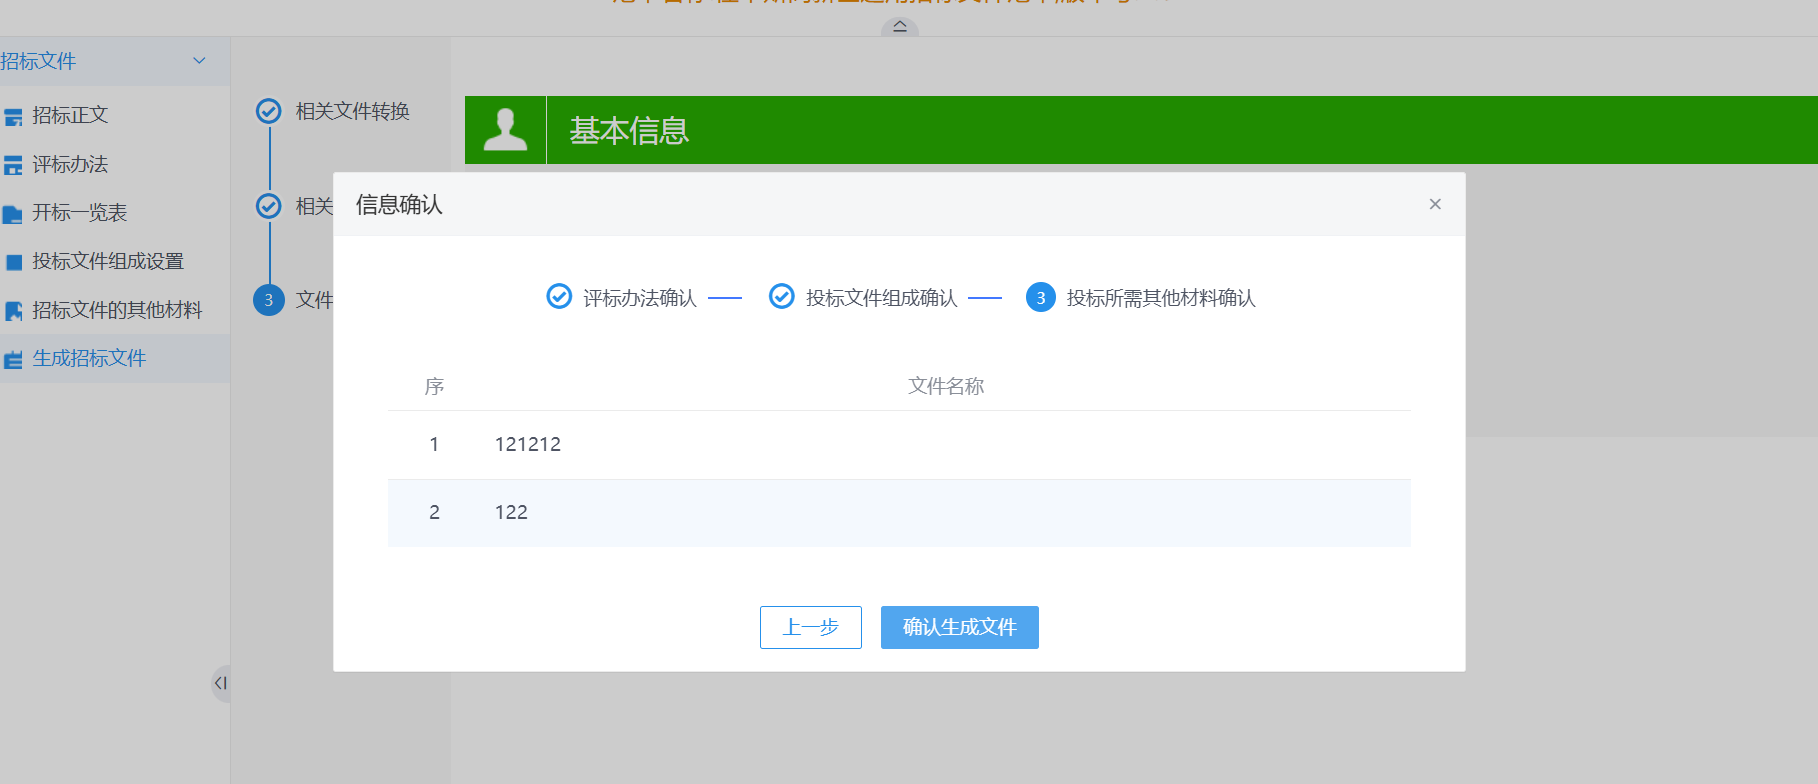 招标文件
招标正文
评标办法
开标一览表
投标文件组成设置
招标文件的其他材料
生成招标文件
相关文件转换
相关
3 文件
基本信息
信息确认
评标办法确认
投标文件组成确认
3 投标所需其他材料确认
序 文件名称
1 121212
2 122
上一步 确认生成文件